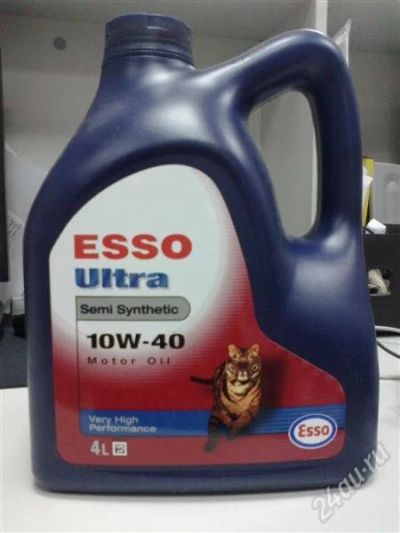 ESSO
Ultra
Semi Synthetic
10W-40
Motor Oil
Very High
Performance
4L
Esso
24au.ru